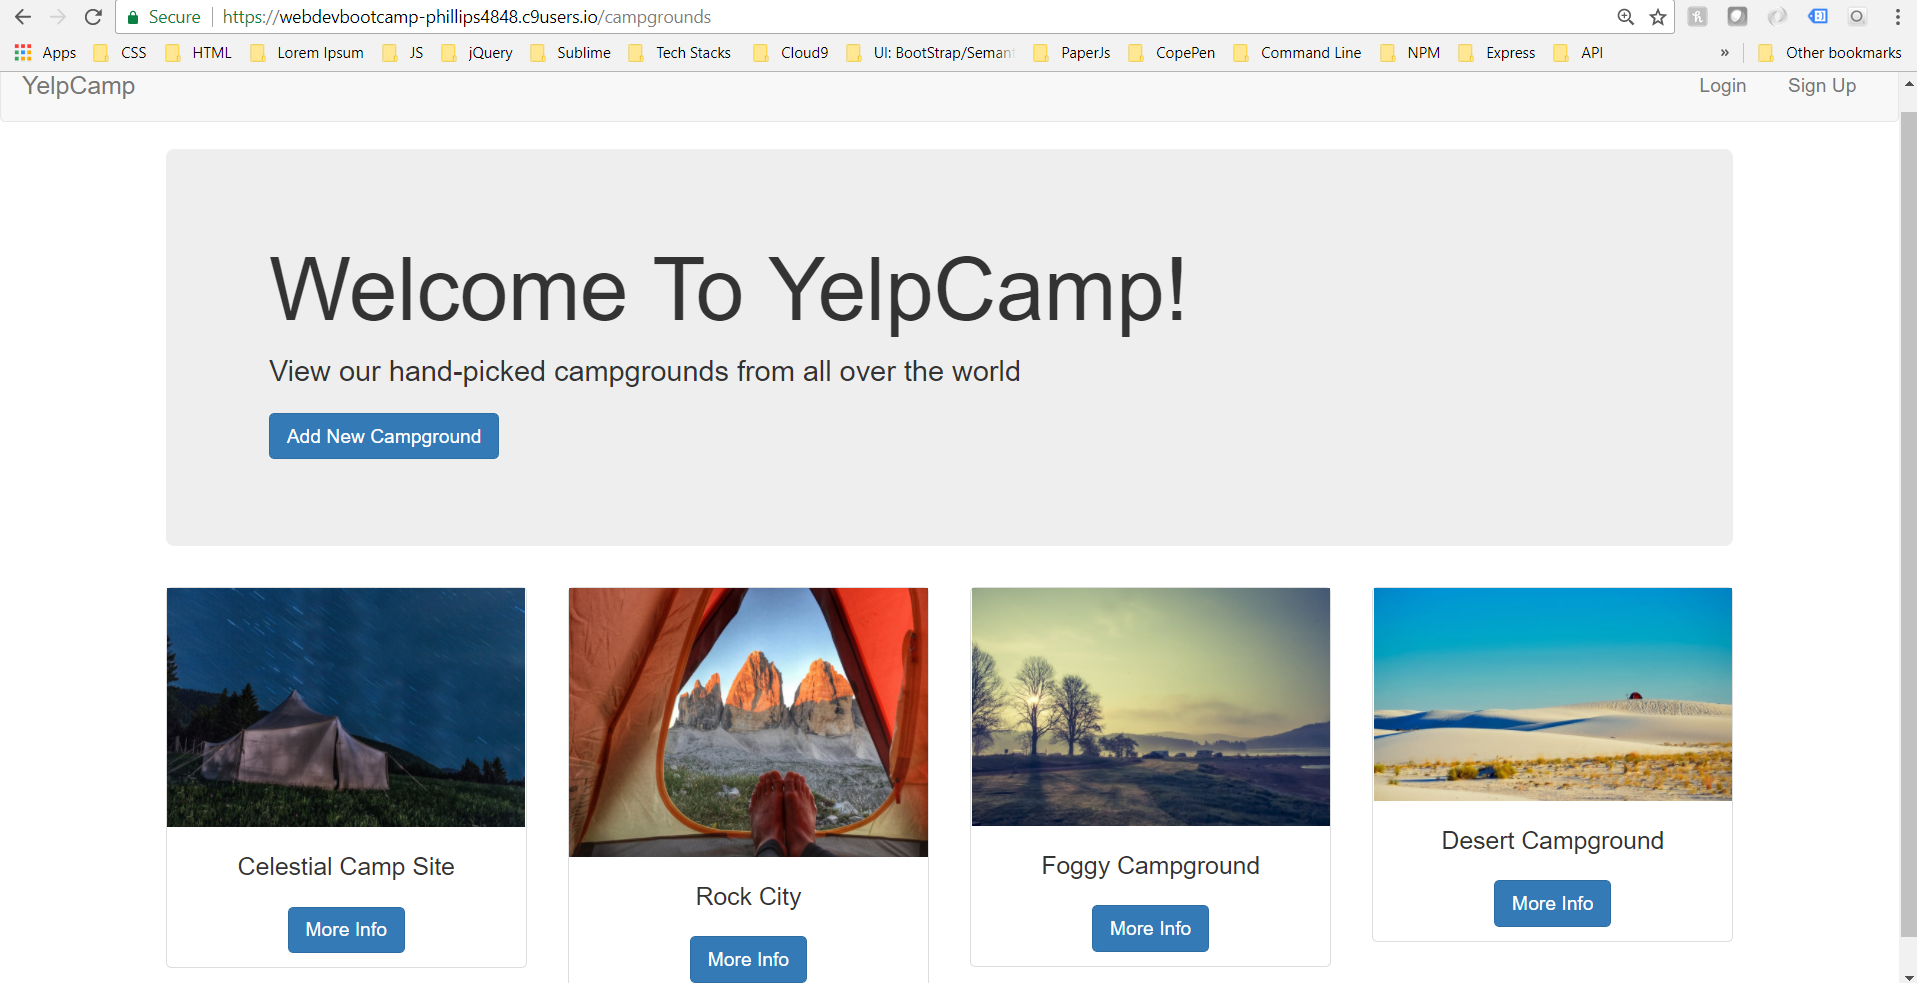 Secure https://webdevbootcamp-phillips4848.c9users.io/campgrounds
Apps CSS HTML Lorem Ipsum JS jQuery Sublime Tech Stacks Cloud9 UI: BootStrap/Semant PaperJs CopePen Command Line NPM Express API » Other bookmarks
YelpCamp Login Sign Up
Welcome To YelpCamp!
View our hand-picked campgrounds from all over the world
Add New Campground
Celestial Camp Site
More Info
Rock City
More Info
Foggy Campground
More Info
Desert Campground
More Info